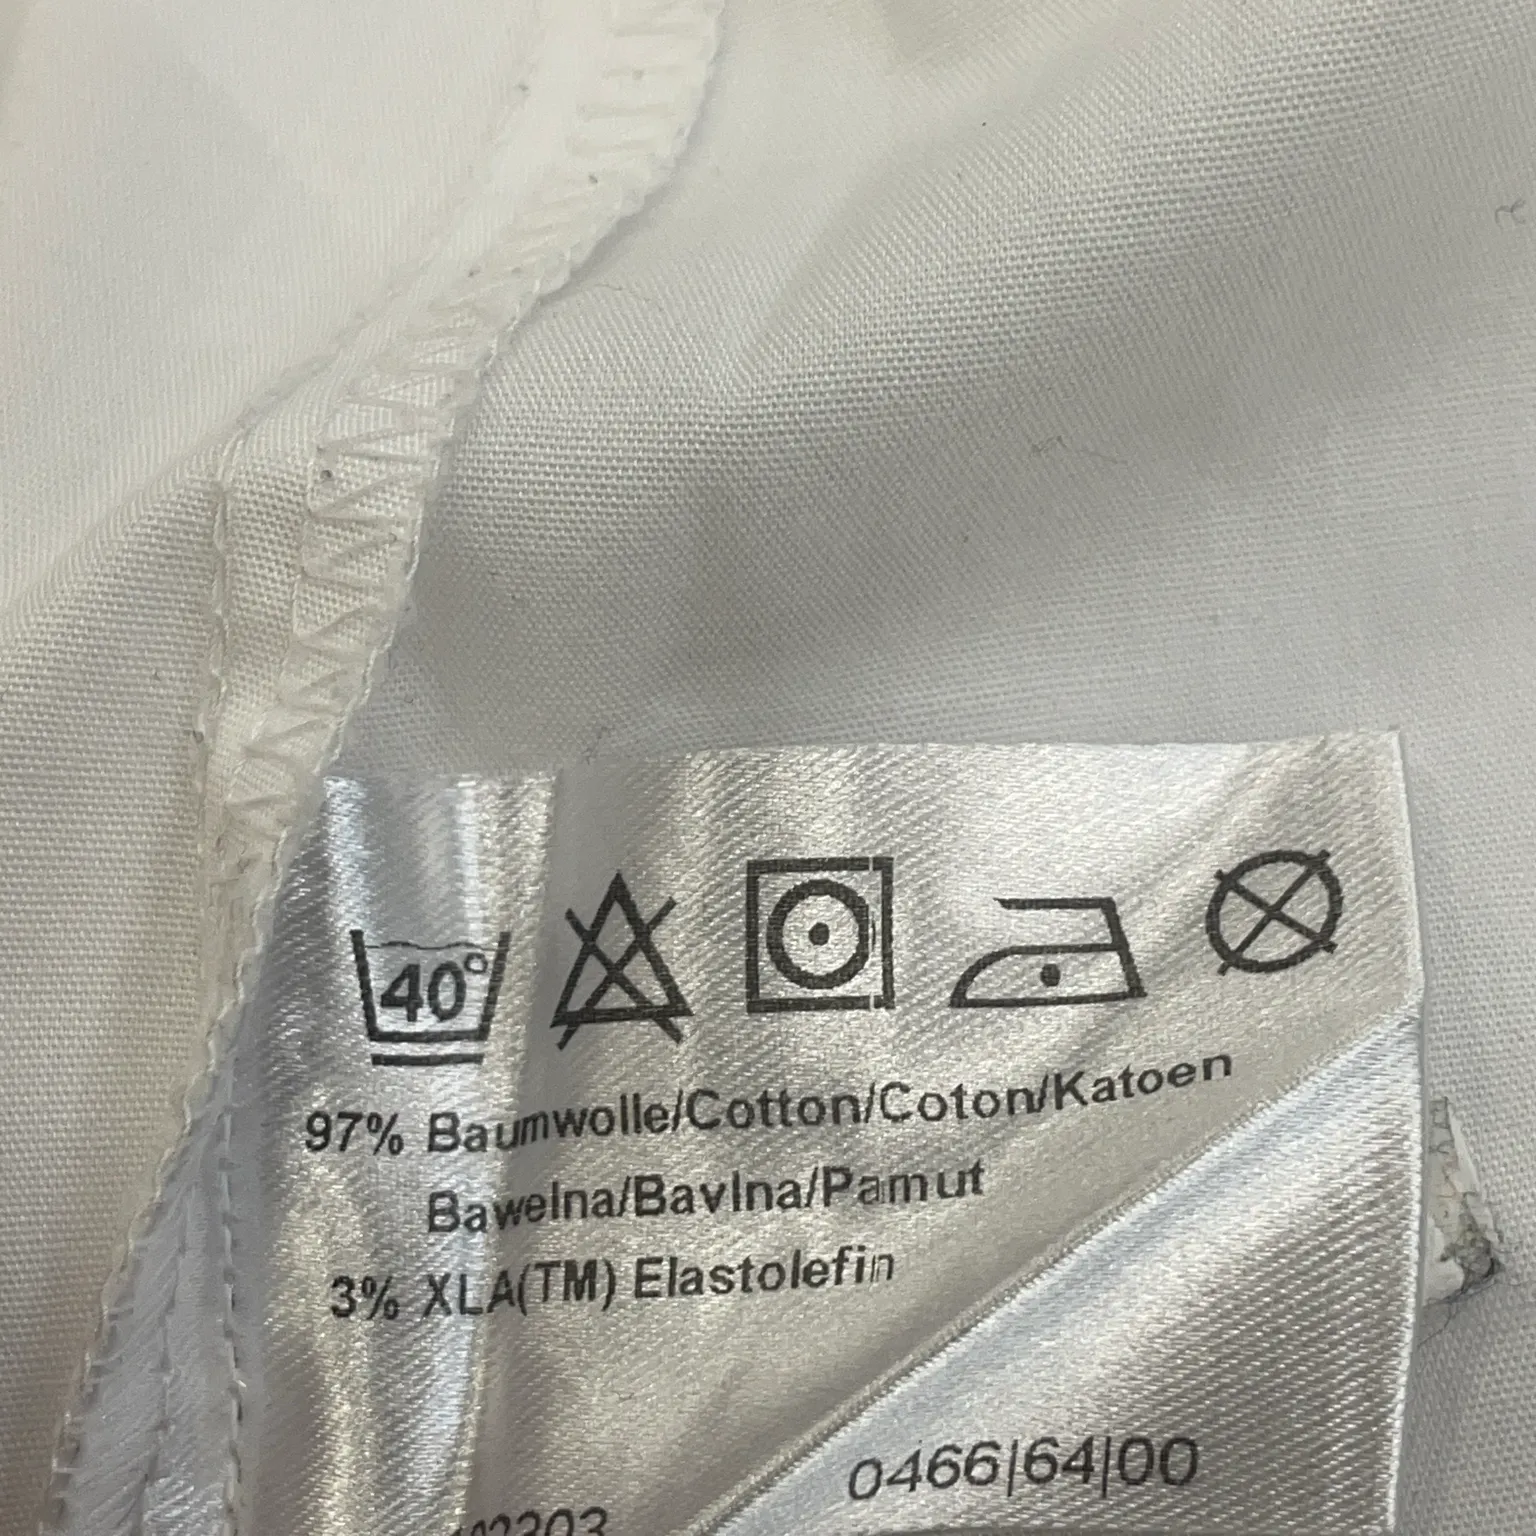 40°
97% Baumwolle/Cotton/Coton/Katoen
Bawelna/Bavlna/Pamut
3% XLA(TM) Elastolefin
0466|64|00